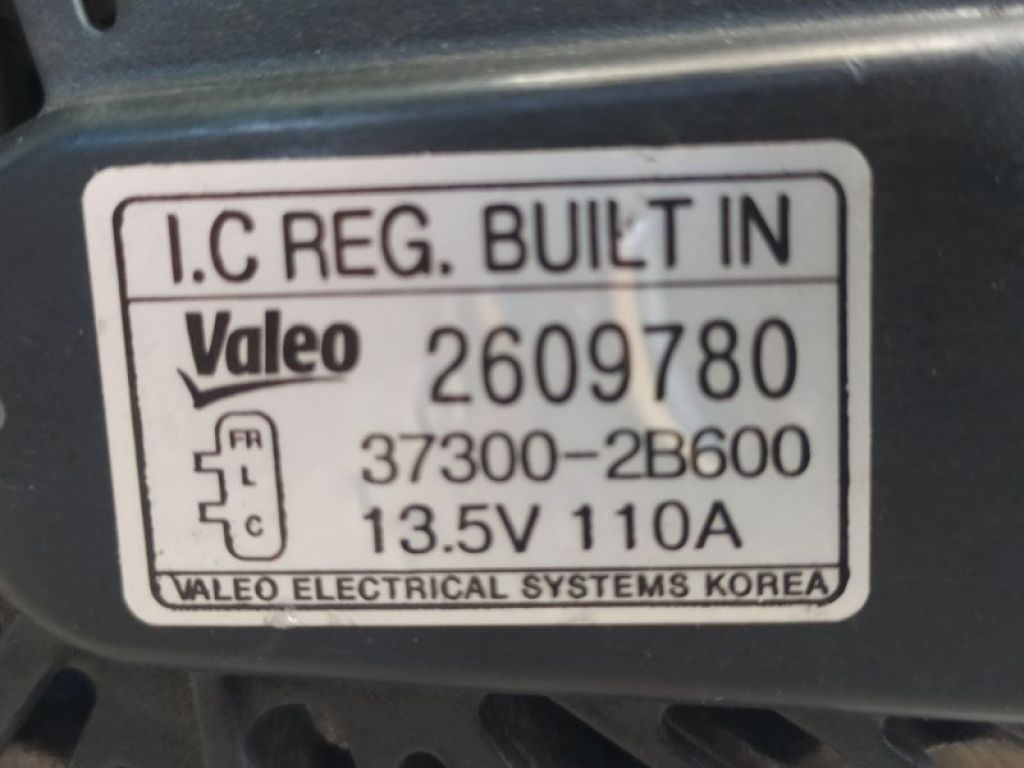 I.C REG. BUILT IN
Valeo 2609780
FR
37300-2B600
L
13.5V 110A
C
VALEO ELECTRICAL SYSTEMS KOREA